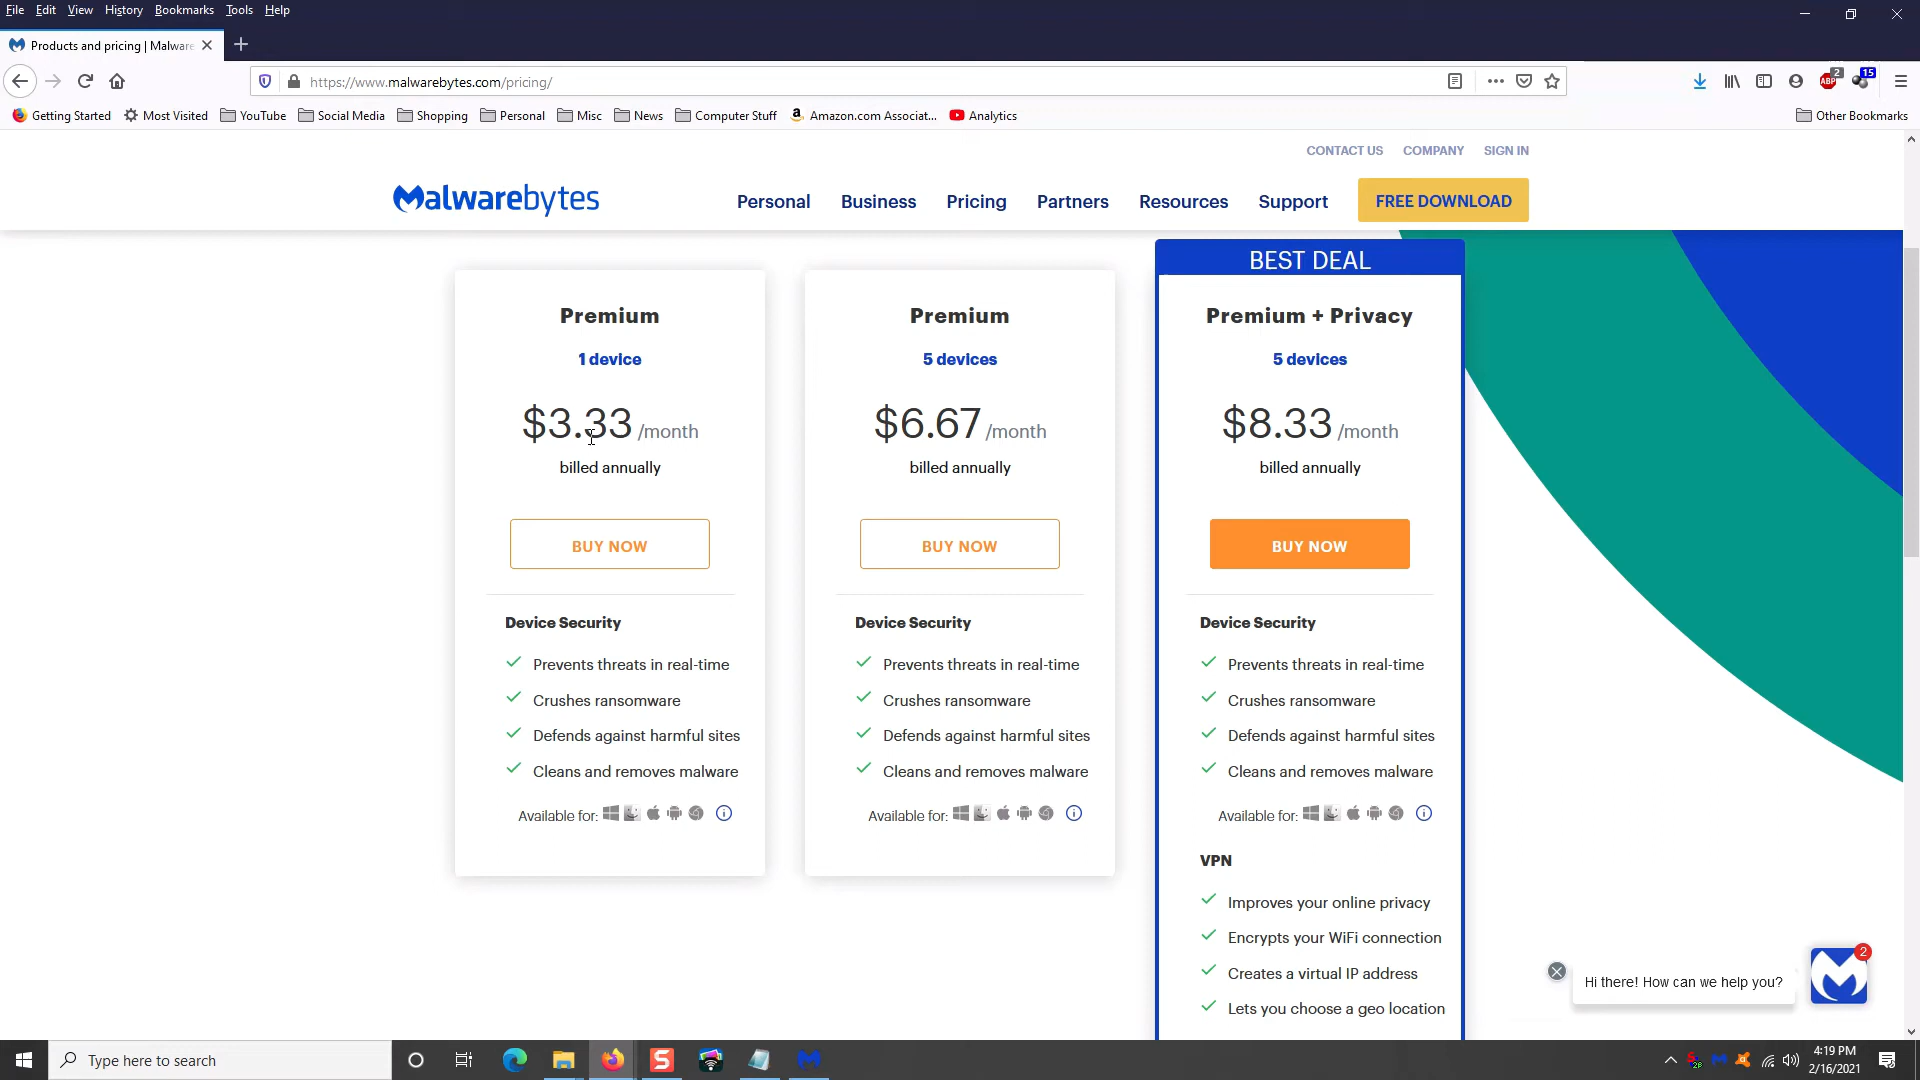 File Edit View History Bookmarks Tools Help
Products and pricing | Malware
https://www.malwarebytes.com/pricing/
ABP 2 15
Getting Started Most Visited YouTube Social Media Shopping Personal Misc News Computer Stuff Amazon.com Associat... Analytics Other Bookmarks
CONTACT US COMPANY SIGN IN
Malwarebytes Personal Business Pricing Partners Resources Support FREE DOWNLOAD
BEST DEAL
Premium
1 device
$3.33 /month
billed annually
BUY NOW
Device Security
Prevents threats in real-time
Crushes ransomware
Defends against harmful sites
Cleans and removes malware
Available for:
Premium
5 devices
$6.67 /month
billed annually
BUY NOW
Device Security
Prevents threats in real-time
Crushes ransomware
Defends against harmful sites
Cleans and removes malware
Available for:
Premium + Privacy
5 devices
$8.33 /month
billed annually
BUY NOW
Device Security
Prevents threats in real-time
Crushes ransomware
Defends against harmful sites
Cleans and removes malware
Available for:
VPN
Improves your online privacy
Encrypts your WiFi connection
Creates a virtual IP address
Lets you choose a geo location
Hi there! How can we help you?
2
Type here to search
4:19 PM
2/16/2021